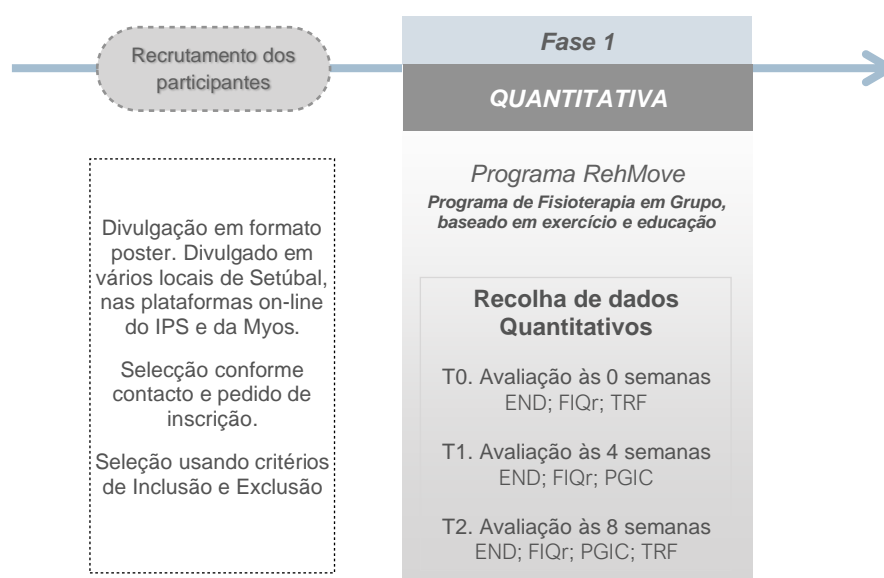 Recrutamento dos
participantes
Fase 1
QUANTITATIVA
Divulgação em formato
poster. Divulgado em
vários locais de Setúbal,
nas plataformas on-line
do IPS e da Myos.
Selecção conforme
contacto e pedido de
inscrição.
Seleção usando critérios
de Inclusão e Exclusão
Programa RehMove
Programa de Fisioterapia em Grupo,
baseado em exercício e educação
Recolha de dados
Quantitativos
T0. Avaliação às 0 semanas
END; FIQr; TRF
T1. Avaliação às 4 semanas
END; FIQr; PGIC
T2. Avaliação às 8 semanas
END; FIQr; PGIC; TRF